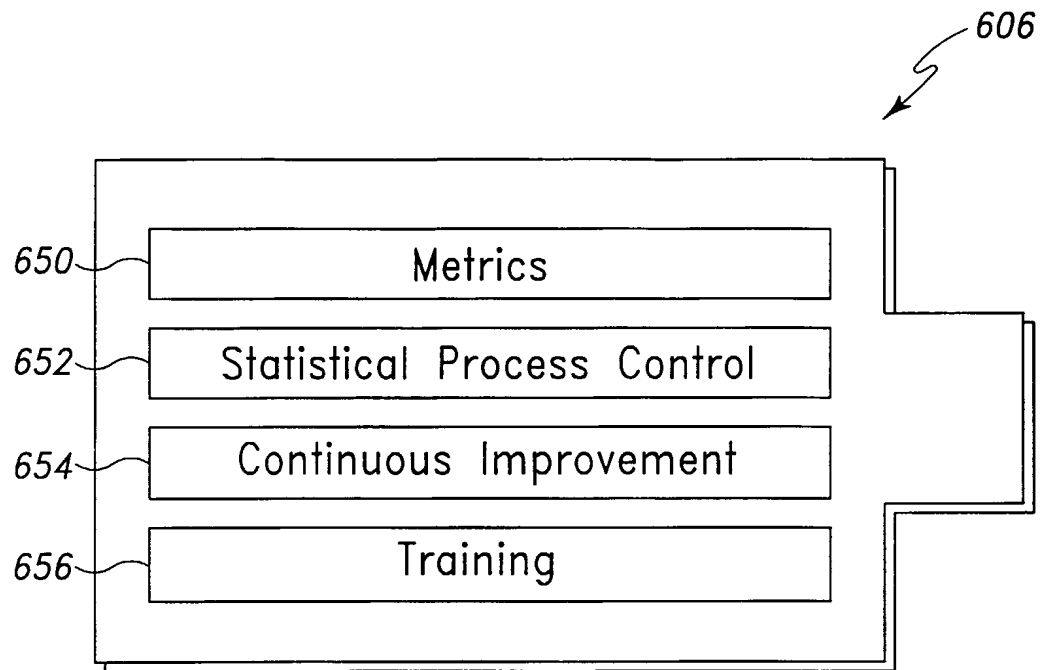 606
650 Metrics
652 Statistical Process Control
654 Continuous Improvement
656 Training